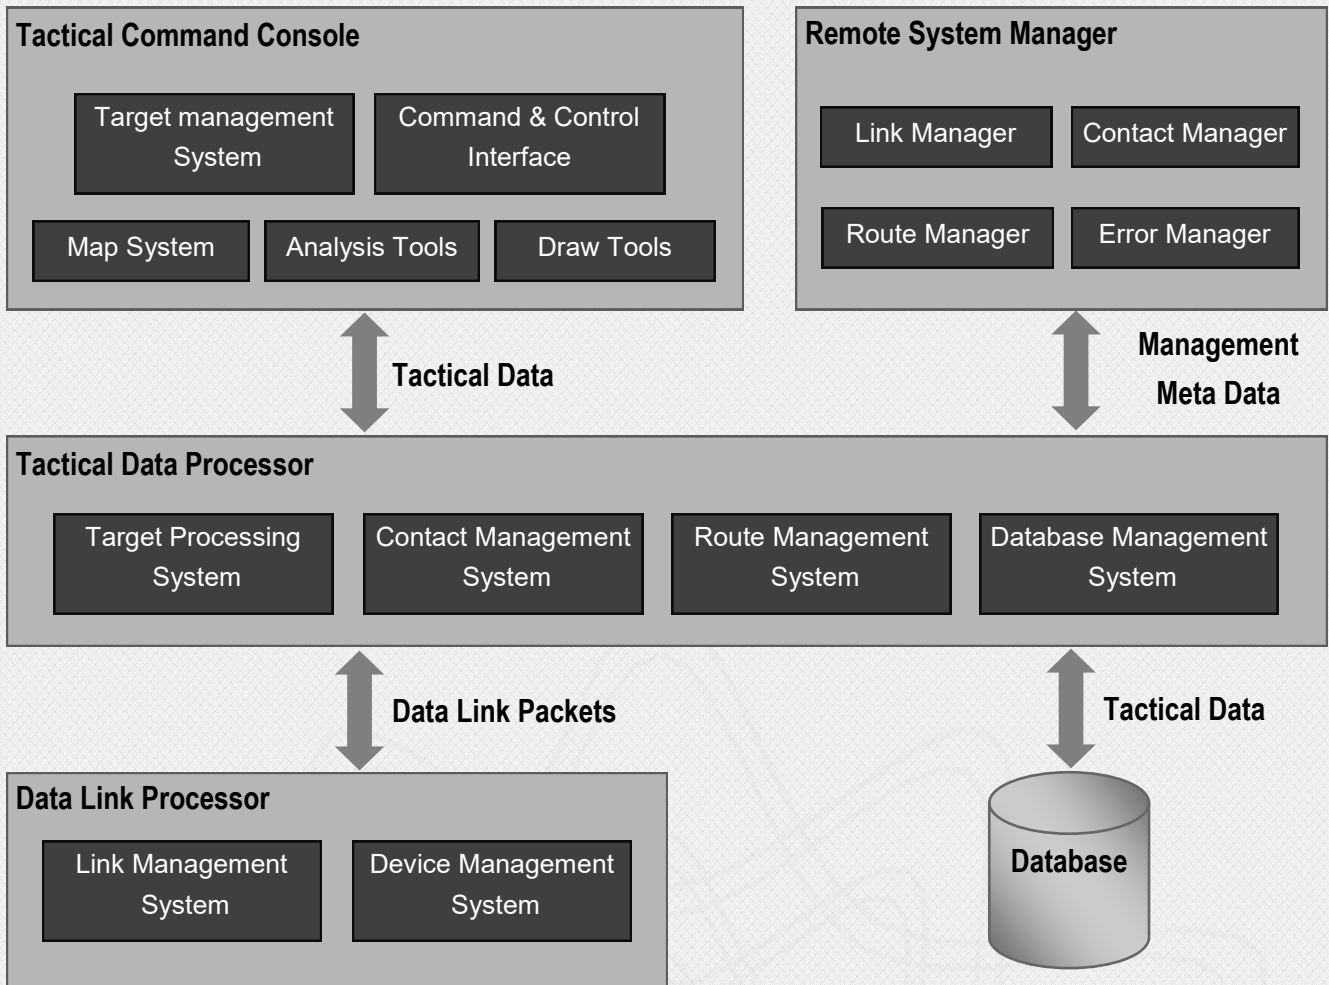 Tactical Command Console
Target management
System
Command & Control
Interface
Map System
Analysis Tools
Draw Tools
Remote System Manager
Link Manager
Contact Manager
Route Manager
Error Manager
Tactical Data
Management
Meta Data
Tactical Data Processor
Target Processing
System
Contact Management
System
Route Management
System
Database Management
System
Data Link Packets
Tactical Data
Data Link Processor
Link Management
System
Device Management
System
Database